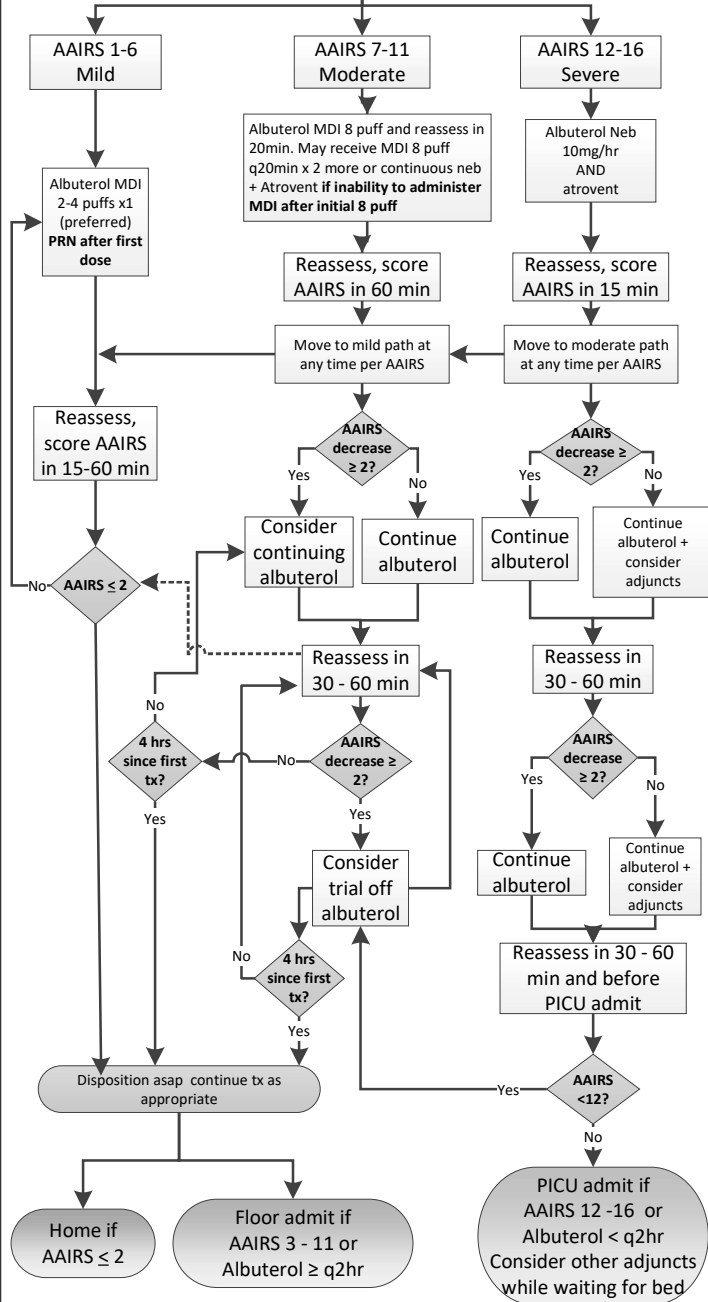 AAIRS 1-6
Mild
AAIRS 7-11
Moderate
AAIRS 12-16
Severe
Albuterol MDI 8 puff and reassess in
20min. May receive MDI 8 puff
q20min x 2 more or continuous neb
+ Atrovent if inability to administer
MDI after initial 8 puff
Albuterol Neb
10mg/hr
AND
atrovent
Albuterol MDI
2-4 puffs x1
(preferred)
PRN after first
dose
Reassess, score
AAIRS in 60 min
Reassess, score
AAIRS in 15 min
Move to mild path at
any time per AAIRS
Move to moderate path
at any time per AAIRS
Reassess,
score AAIRS
in 15-60 min
AAIRS
decrease
≥ 2?
Yes
No
AAIRS
decrease ≥
2?
Yes
No
Consider
continuing
albuterol
Continue
albuterol
Continue
albuterol
Continue
albuterol +
consider
adjuncts
No
AAIRS ≤ 2
Reassess in
30 - 60 min
Reassess in
30 - 60 min
No
4 hrs
since first
tx?
No
AAIRS
decrease ≥
2?
AAIRS
decrease
≥ 2?
Yes
No
Yes
Yes
Consider
trial off
albuterol
Continue
albuterol
Continue
albuterol +
consider
adjuncts
No
4 hrs
since first
tx?
Yes
Reassess in 30 - 60
min and before
PICU admit
Disposition asap continue tx as
appropriate
Yes
AAIRS
<12?
No
Home if
AAIRS ≤ 2
Floor admit if
AAIRS 3 - 11 or
Albuterol ≥ q2hr
PICU admit if
AAIRS 12 -16 or
Albuterol < q2hr
Consider other adjuncts
while waiting for bed